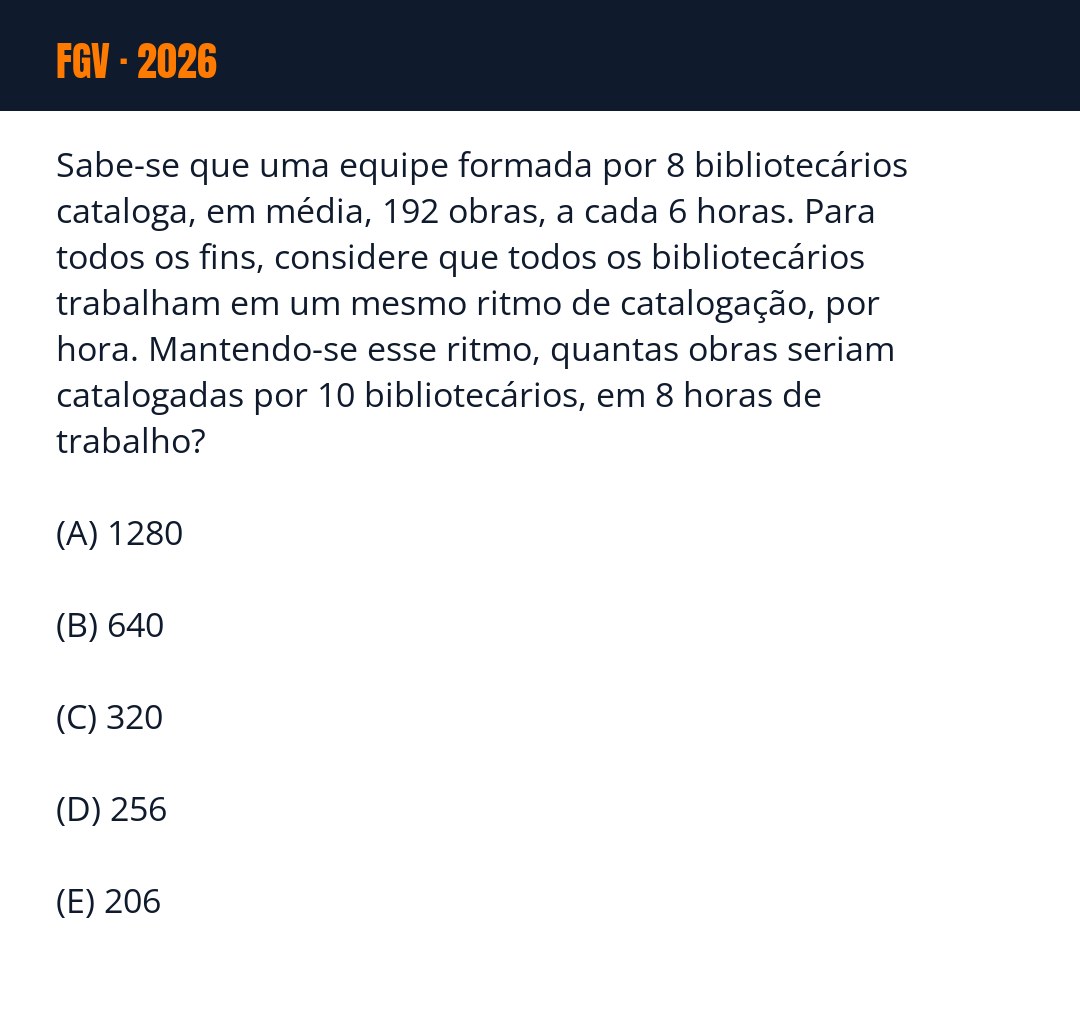 FGV · 2026
Sabe-se que uma equipe formada por 8 bibliotecários
cataloga, em média, 192 obras, a cada 6 horas. Para
todos os fins, considere que todos os bibliotecários
trabalham em um mesmo ritmo de catalogação, por
hora. Mantendo-se esse ritmo, quantas obras seriam
catalogadas por 10 bibliotecários, em 8 horas de
trabalho?
(A) 1280
(B) 640
(C) 320
(D) 256
(E) 206